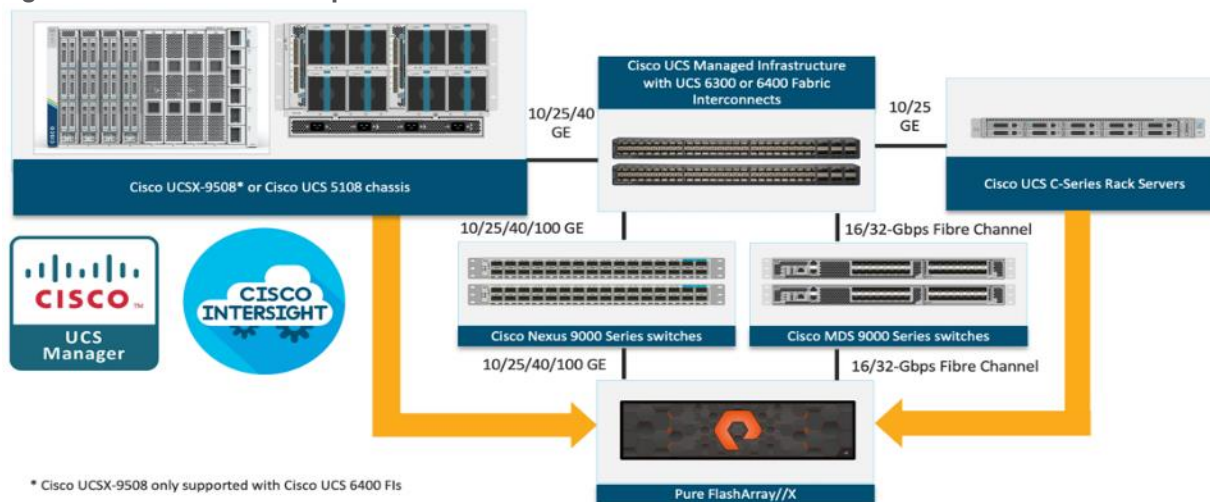 Cisco UCS Managed Infrastructure
with UCS 6300 or 6400 Fabric
Interconnects
10/25/40
GE
10/25
GE
Cisco UCSX-9508* or Cisco UCS 5108 chassis
Cisco UCS C-Series Rack Servers
10/25/40/100 GE
16/32-Gbps Fibre Channel
CISCO™
UCS
Manager
CISCO
INTERSIGHT
Cisco Nexus 9000 Series switches
Cisco MDS 9000 Series switches
10/25/40/100 GE
16/32-Gbps Fibre Channel
* Cisco UCSX-9508 only supported with Cisco UCS 6400 FIs
Pure FlashArray//X